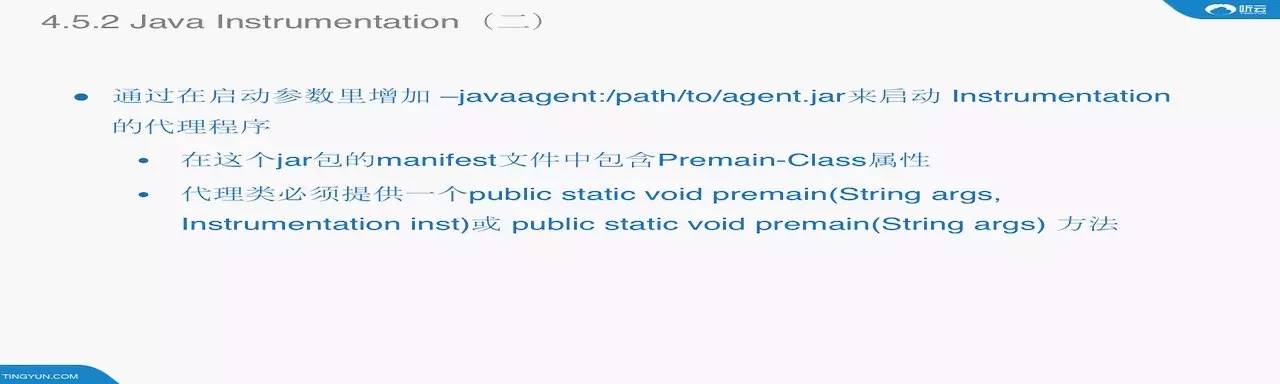 4.5.2 Java Instrumentation （二）
听云
• 通过在启动参数里增加 –javaagent:/path/to/agent.jar来启动 Instrumentation
的代理程序
• 在这个jar包的manifest文件中包含Premain-Class属性
• 代理类必须提供一个public static void premain(String args,
Instrumentation inst)或 public static void premain(String args) 方法
TINGYUN.COM